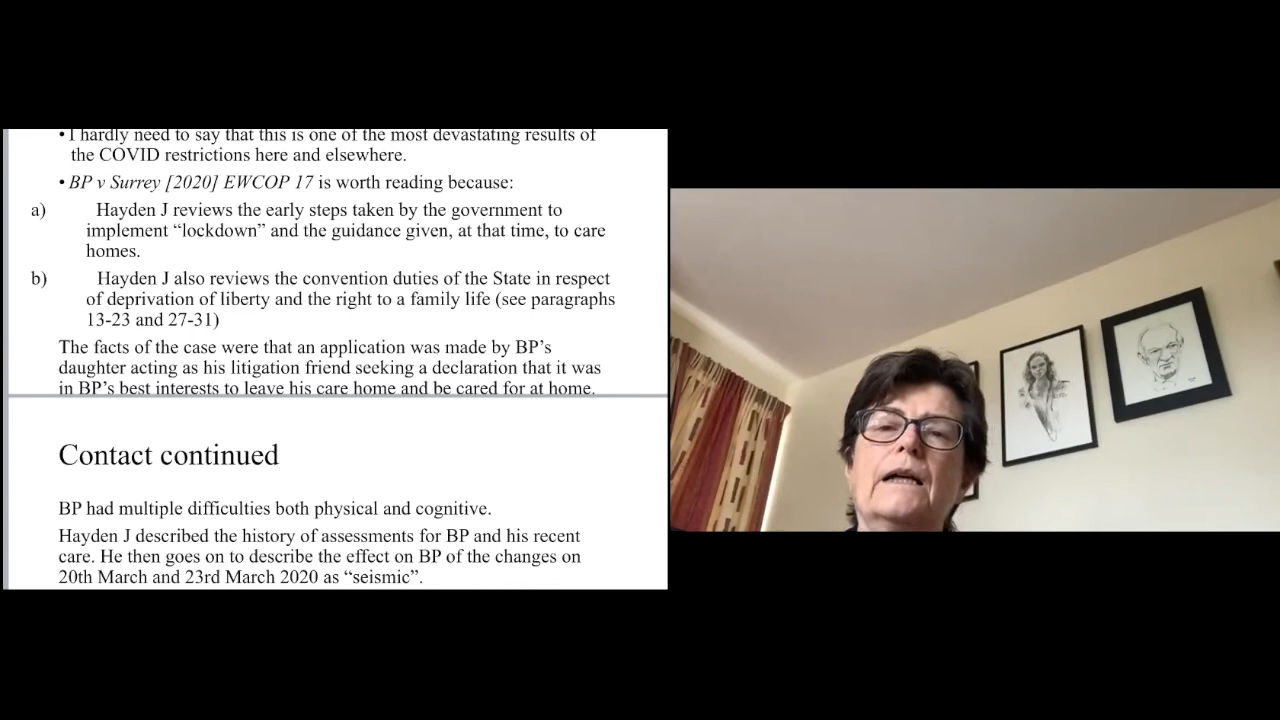 • I hardly need to say that this is one of the most devastating results of
the COVID restrictions here and elsewhere.
• BP v Surrey [2020] EWCOP 17 is worth reading because:
a) Hayden J reviews the early steps taken by the government to
implement “lockdown” and the guidance given, at that time, to care
homes.
b) Hayden J also reviews the convention duties of the State in respect
of deprivation of liberty and the right to a family life (see paragraphs
13-23 and 27-31)
The facts of the case were that an application was made by BP’s
daughter acting as his litigation friend seeking a declaration that it was
in BP’s best interests to leave his care home and be cared for at home.
Contact continued
BP had multiple difficulties both physical and cognitive.
Hayden J described the history of assessments for BP and his recent
care. He then goes on to describe the effect on BP of the changes on
20th March and 23rd March 2020 as “seismic”.